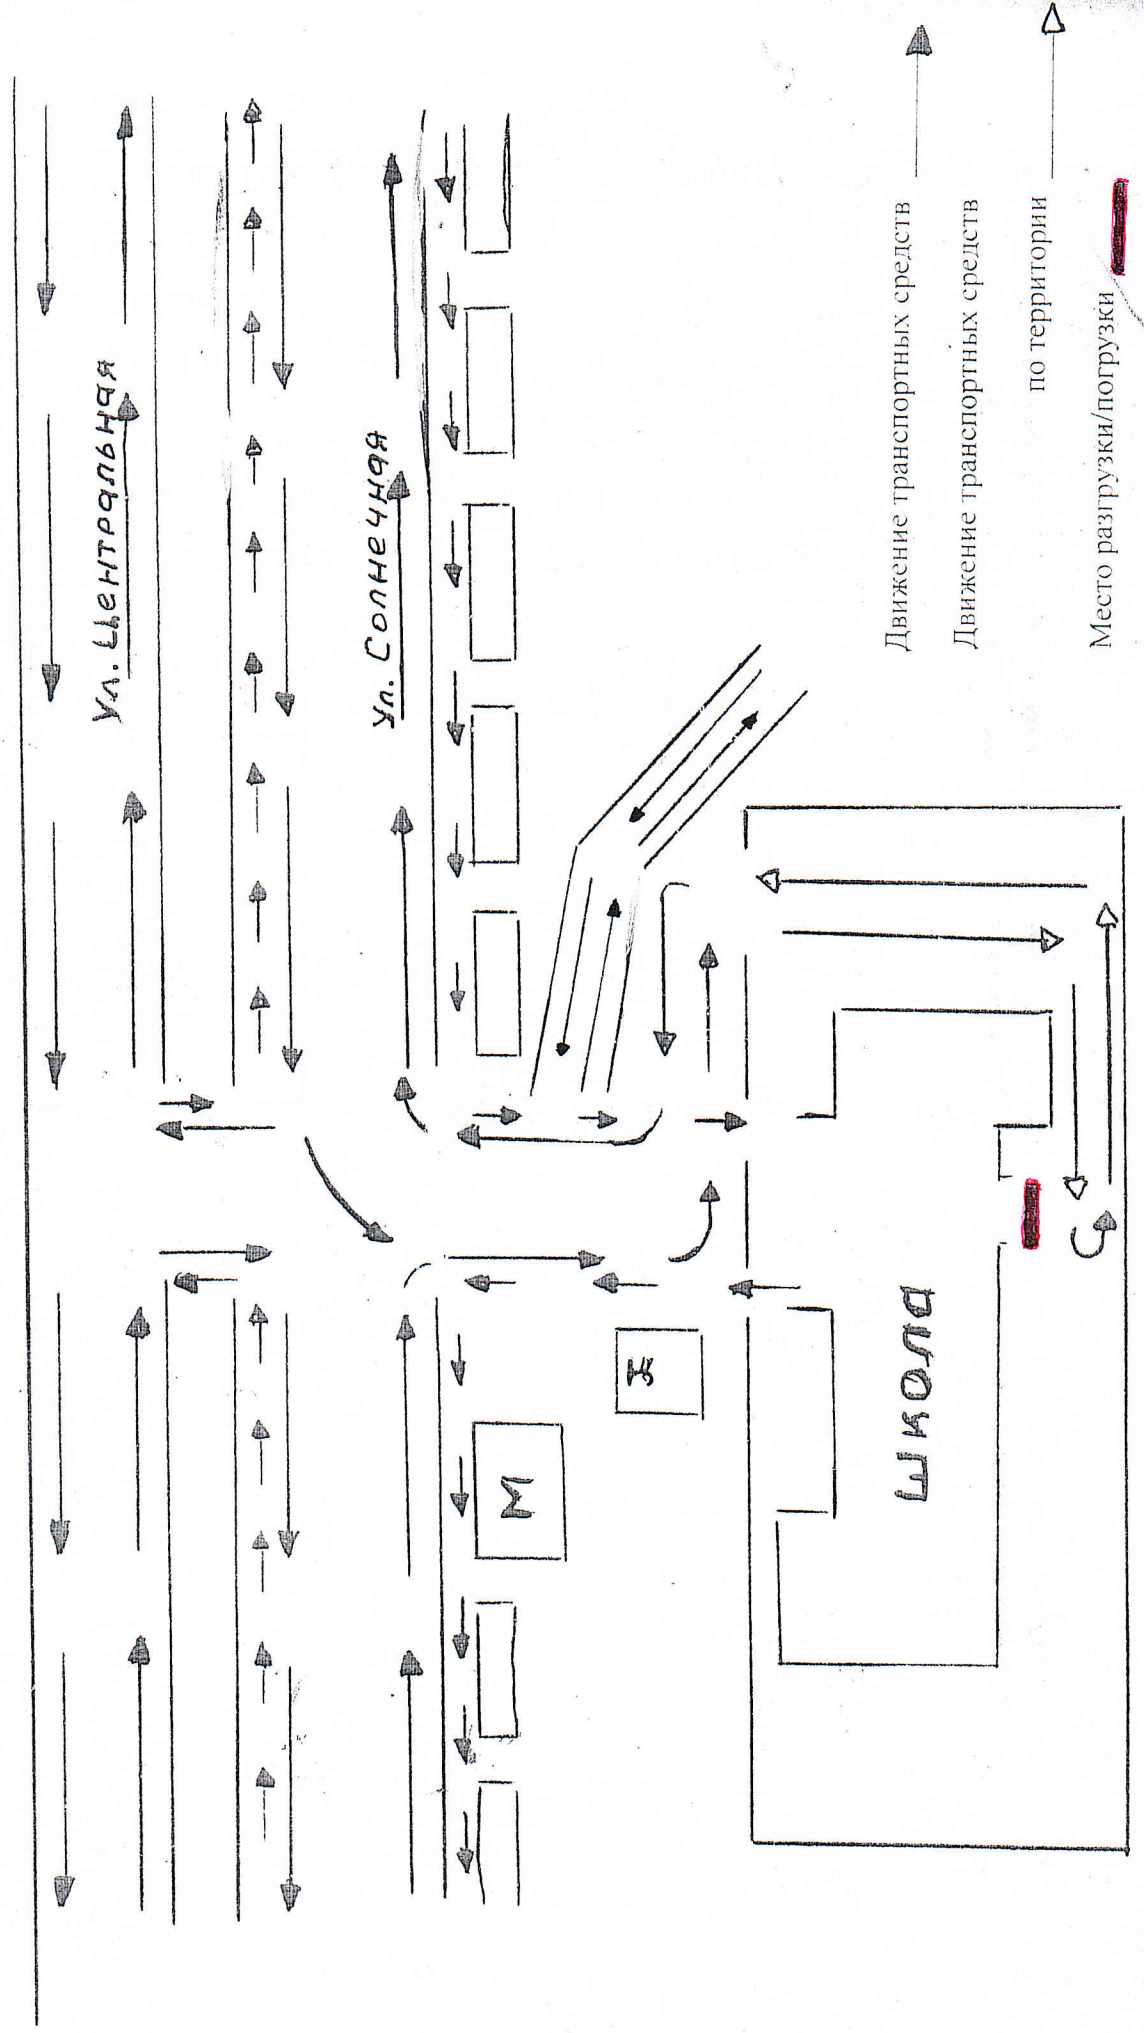 Ул. Центральная
Ул. Солнечная
М
Ж
школа
Движение транспортных средств
Движение транспортных средств
по территории
Место разгрузки/погрузки